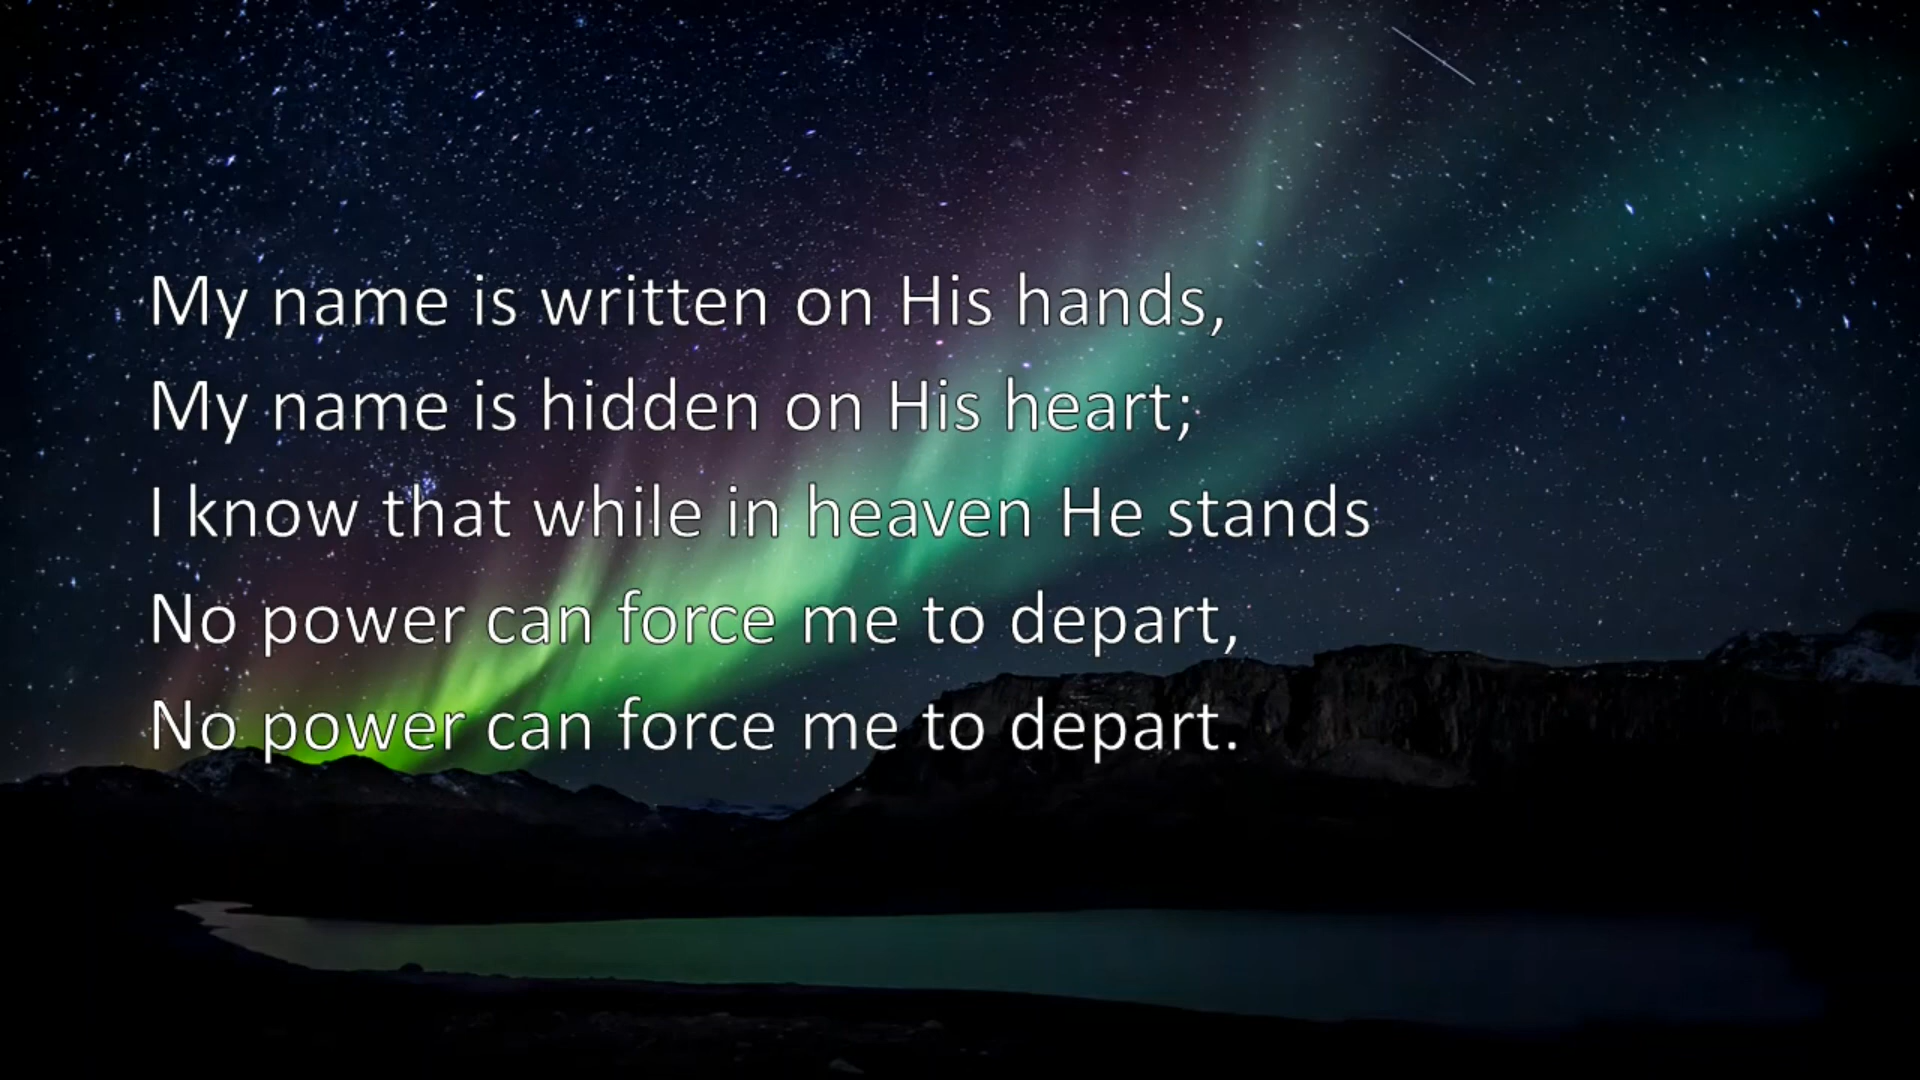 My name is written on His hands,
My name is hidden on His heart;
I know that while in heaven He stands
No power can force me to depart,
No power can force me to depart.